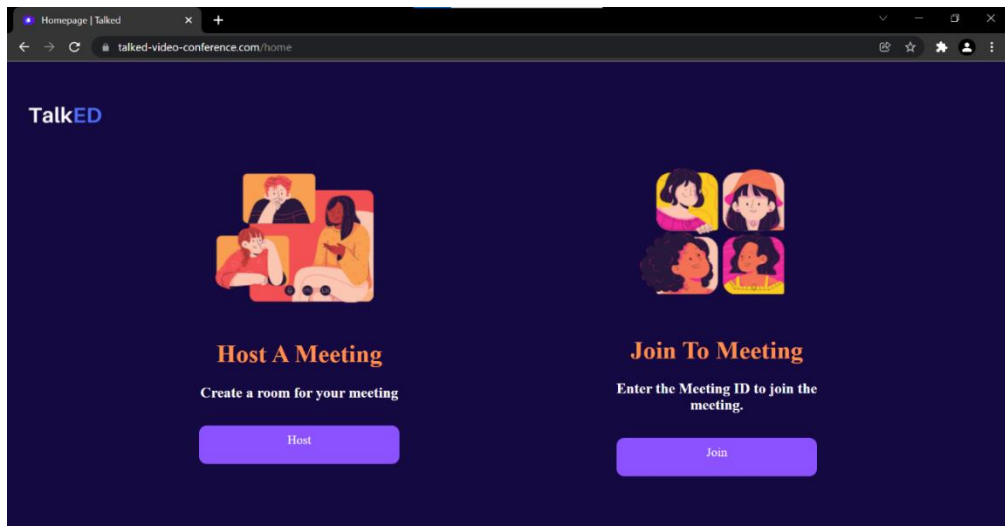 Homepage | Talked
talked-video-conference.com/home
TalkED
Host A Meeting
Create a room for your meeting
Host
Join To Meeting
Enter the Meeting ID to join the
meeting.
Join